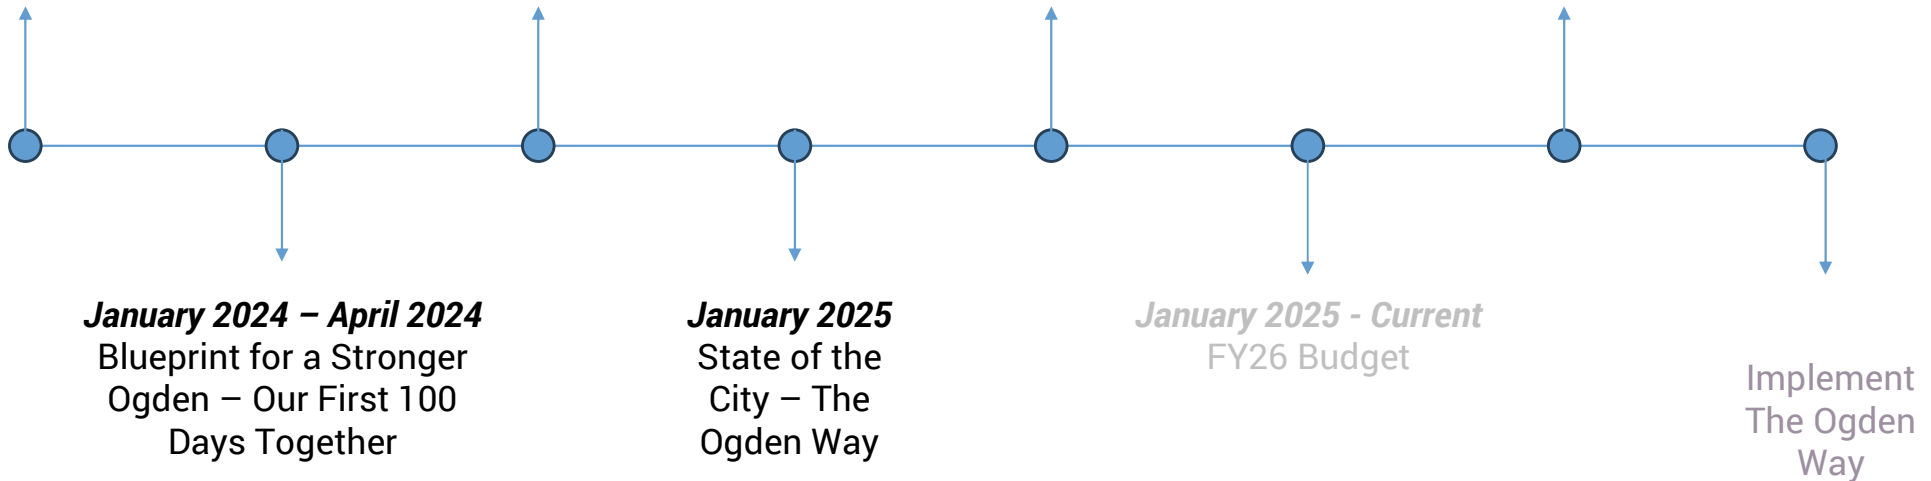 January 2024 – April 2024
Blueprint for a Stronger
Ogden – Our First 100
Days Together
January 2025
State of the
City – The
Ogden Way
January 2025 - Current
FY26 Budget
Implement
The Ogden
Way